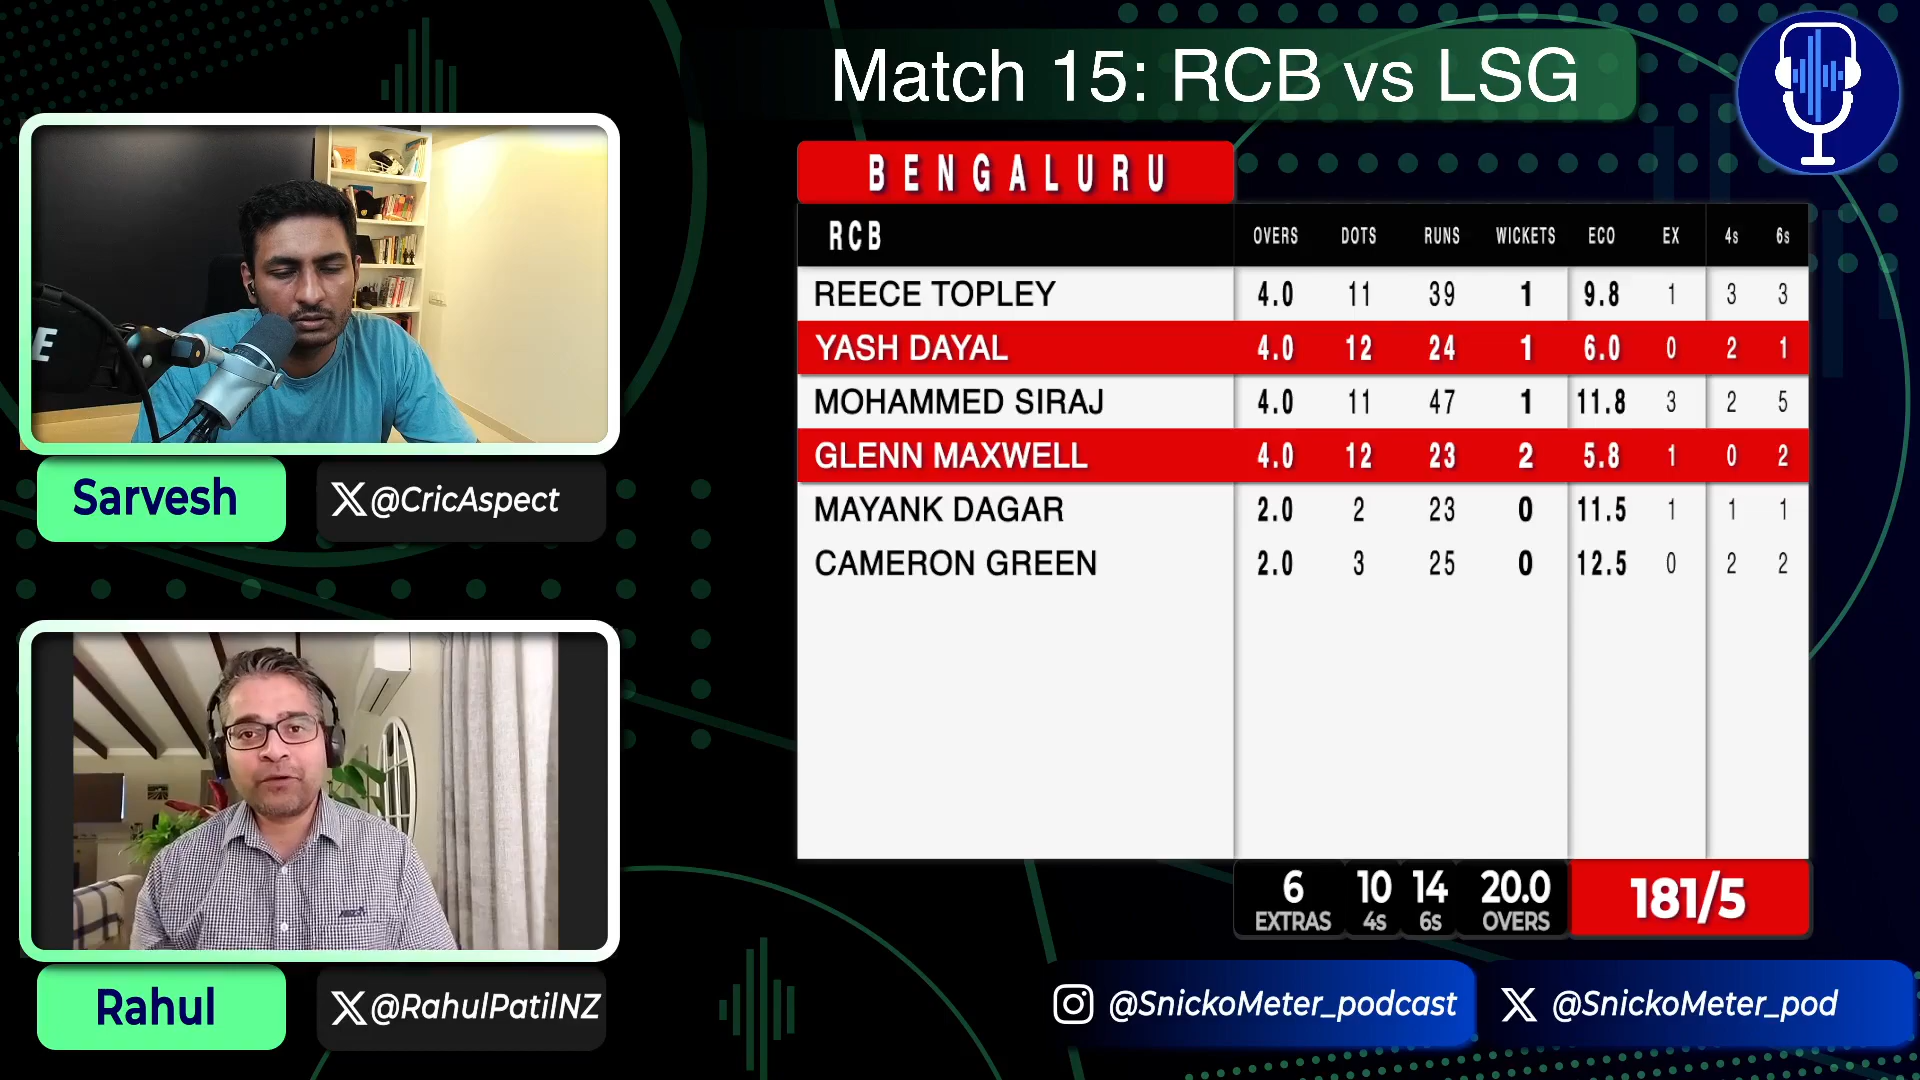 Match 15: RCB vs LSG
E
Sarvesh
X @CricAspect
Rahul
X @RahulPatilNZ
BENGALURU
RCB OVERS DOTS RUNS WICKETS ECO EX 4s 6s
REECE TOPLEY 4.0 11 39 1 9.8 1 3 3
YASH DAYAL 4.0 12 24 1 6.0 0 2 1
MOHAMMED SIRAJ 4.0 11 47 1 11.8 3 2 5
GLENN MAXWELL 4.0 12 23 2 5.8 1 0 2
MAYANK DAGAR 2.0 2 23 0 11.5 1 1 1
CAMERON GREEN 2.0 3 25 0 12.5 0 2 2
6 10 14 20.0 181/5
EXTRAS 4s 6s OVERS
@SnickoMeter_podcast
X @SnickoMeter_pod